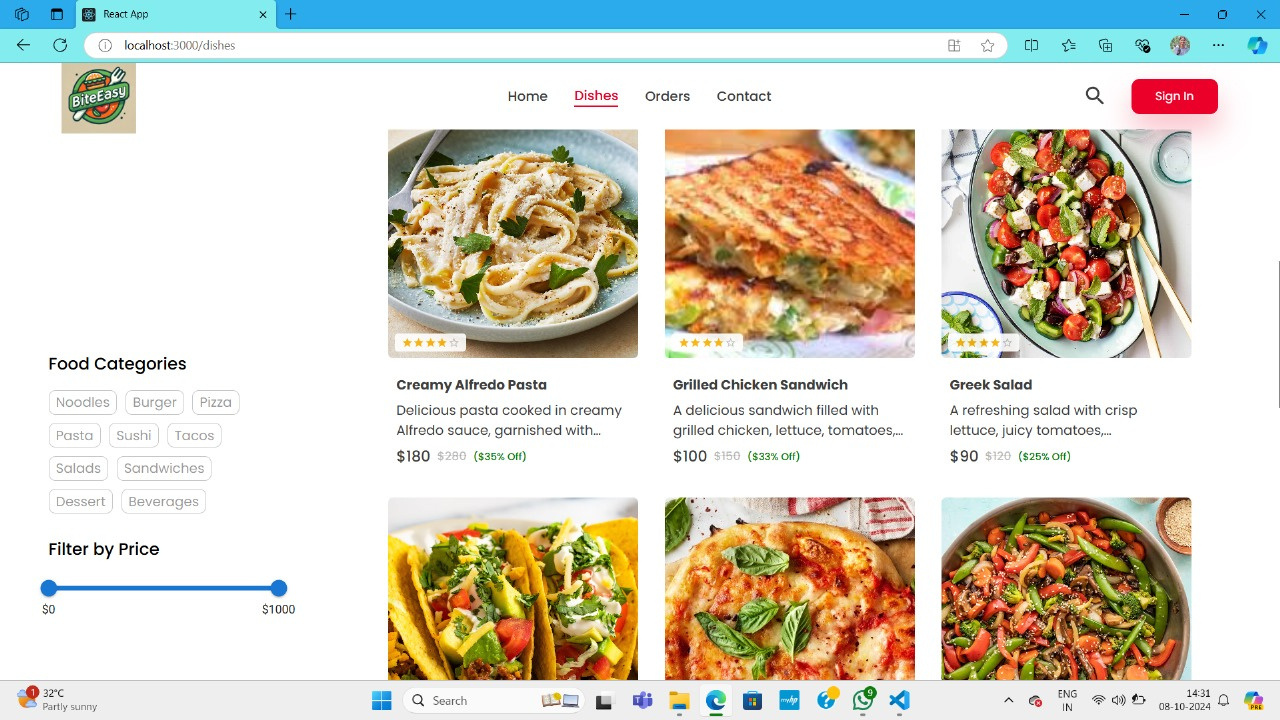 React App
localhost:3000/dishes
BiteEasy
Home Dishes Orders Contact
Sign In
Creamy Alfredo Pasta
Delicious pasta cooked in creamy
Alfredo sauce, garnished with...
$180 $280 ($35% Off)
Grilled Chicken Sandwich
A delicious sandwich filled with
grilled chicken, lettuce, tomatoes,...
$100 $150 ($33% Off)
Greek Salad
A refreshing salad with crisp
lettuce, juicy tomatoes,...
$90 $120 ($25% Off)
Food Categories
Noodles Burger Pizza
Pasta Sushi Tacos
Salads Sandwiches
Dessert Beverages
Filter by Price
$0 $1000
1
32°C
Partly sunny
Search
myhp
9
ENG
IN
14:31
08-10-2024
PRE